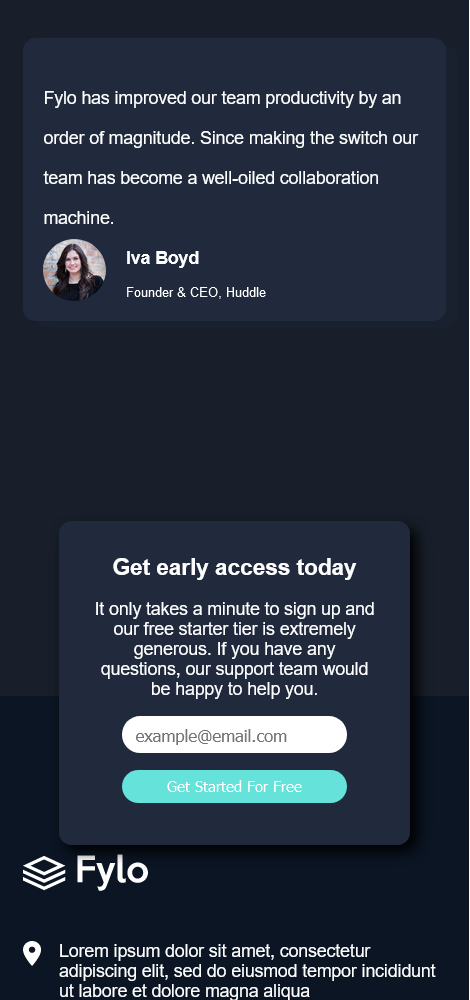 Fylo has improved our team productivity by an
order of magnitude. Since making the switch our
team has become a well-oiled collaboration
machine.
Iva Boyd
Founder & CEO, Huddle
Get early access today
It only takes a minute to sign up and
our free starter tier is extremely
generous. If you have any
questions, our support team would
be happy to help you.
example@email.com
Get Started For Free
Fylo
Lorem ipsum dolor sit amet, consectetur
adipiscing elit, sed do eiusmod tempor incididunt
ut labore et dolore magna aliqua